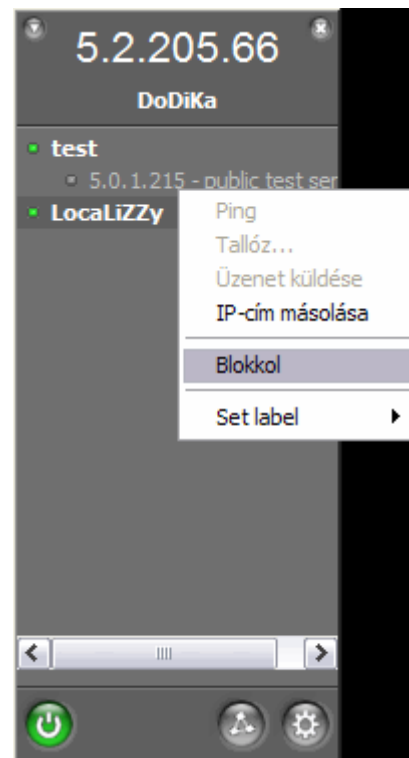 5.2.205.66
DoDiKa
test
5.0.1.215 - public test ser
LocaLiZZy
Ping
Tallóz...
Üzenet küldése
IP-cím másolása
Blokkol
Set label